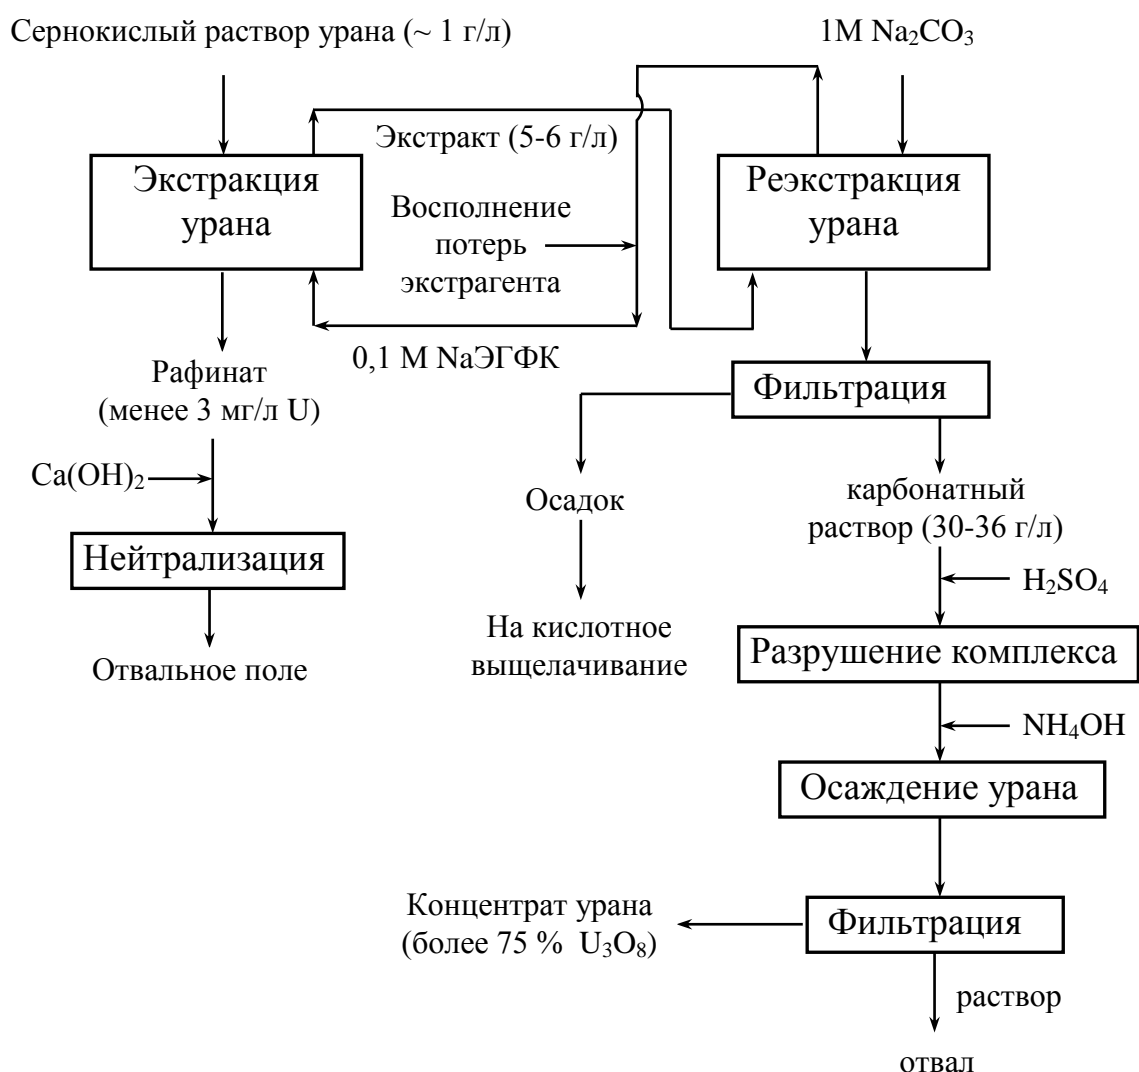 Сернокислый раствор урана (~ 1 г/л)
1М Na₂CO₃
Экстракт (5-6 г/л)
Экстракция
урана
Реэкстракция
урана
Восполнение
потерь
экстрагента
0,1 М NaЭГФК
Рафинат
(менее 3 мг/л U)
Фильтрация
Ca(OH)₂
Осадок
карбонатный
раствор (30-36 г/л)
Нейтрализация
H₂SO₄
На кислотное
выщелачивание
Разрушение комплекса
Отвальное поле
NH₄OH
Осаждение урана
Концентрат урана
(более 75 % U₃O₈)
Фильтрация
раствор
отвал